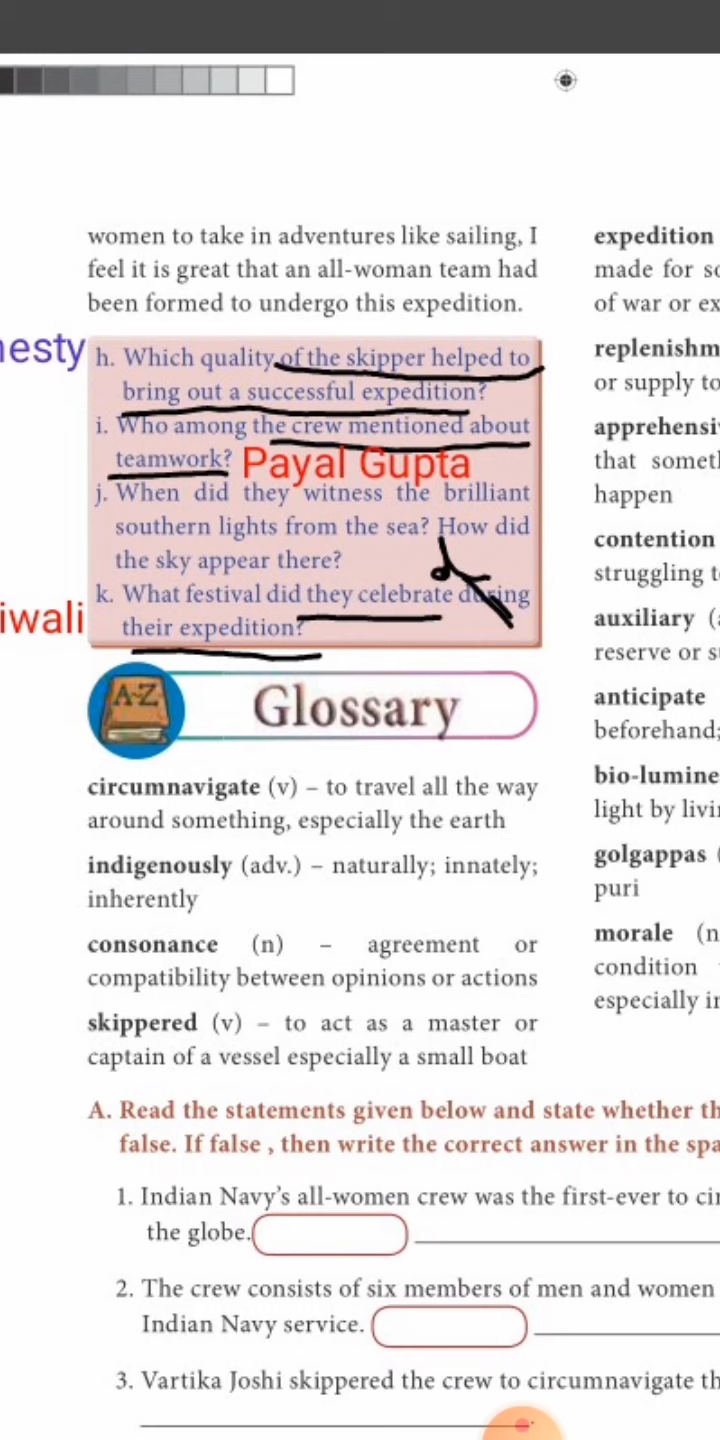 women to take in adventures like sailing, I
feel it is great that an all-woman team had
been formed to undergo this expedition.
nesty
h. Which quality of the skipper helped to
bring out a successful expedition?
i. Who among the crew mentioned about
teamwork? Payal Gupta
j. When did they witness the brilliant
southern lights from the sea? How did
the sky appear there?
k. What festival did they celebrate during
iwali
their expedition?
A-Z
Glossary
circumnavigate (v) – to travel all the way
around something, especially the earth
indigenously (adv.) – naturally; innately;
inherently
consonance (n) – agreement or
compatibility between opinions or actions
skippered (v) – to act as a master or
captain of a vessel especially a small boat
expedition
made for so
of war or ex
replenishm
or supply to
apprehensiv
that somet
happen
contention
struggling to
auxiliary (a
reserve or su
anticipate
beforehand;
bio-lumine
light by livi
golgappas (
puri
morale (n
condition
especially in
A. Read the statements given below and state whether th
false. If false , then write the correct answer in the spa
1. Indian Navy's all-women crew was the first-ever to cir
the globe.
2. The crew consists of six members of men and women
Indian Navy service.
3. Vartika Joshi skippered the crew to circumnavigate th